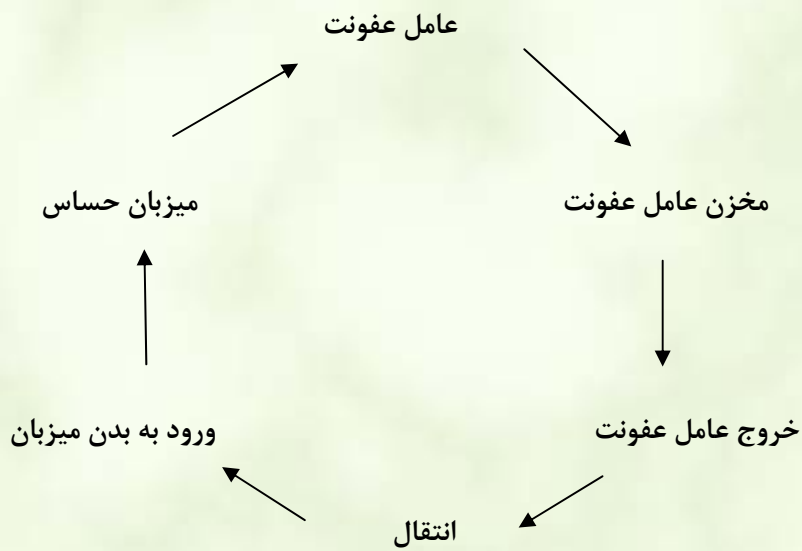 عامل عفونت
مخزن عامل عفونت
خروج عامل عفونت
انتقال
ورود به بدن میزبان
میزبان حساس